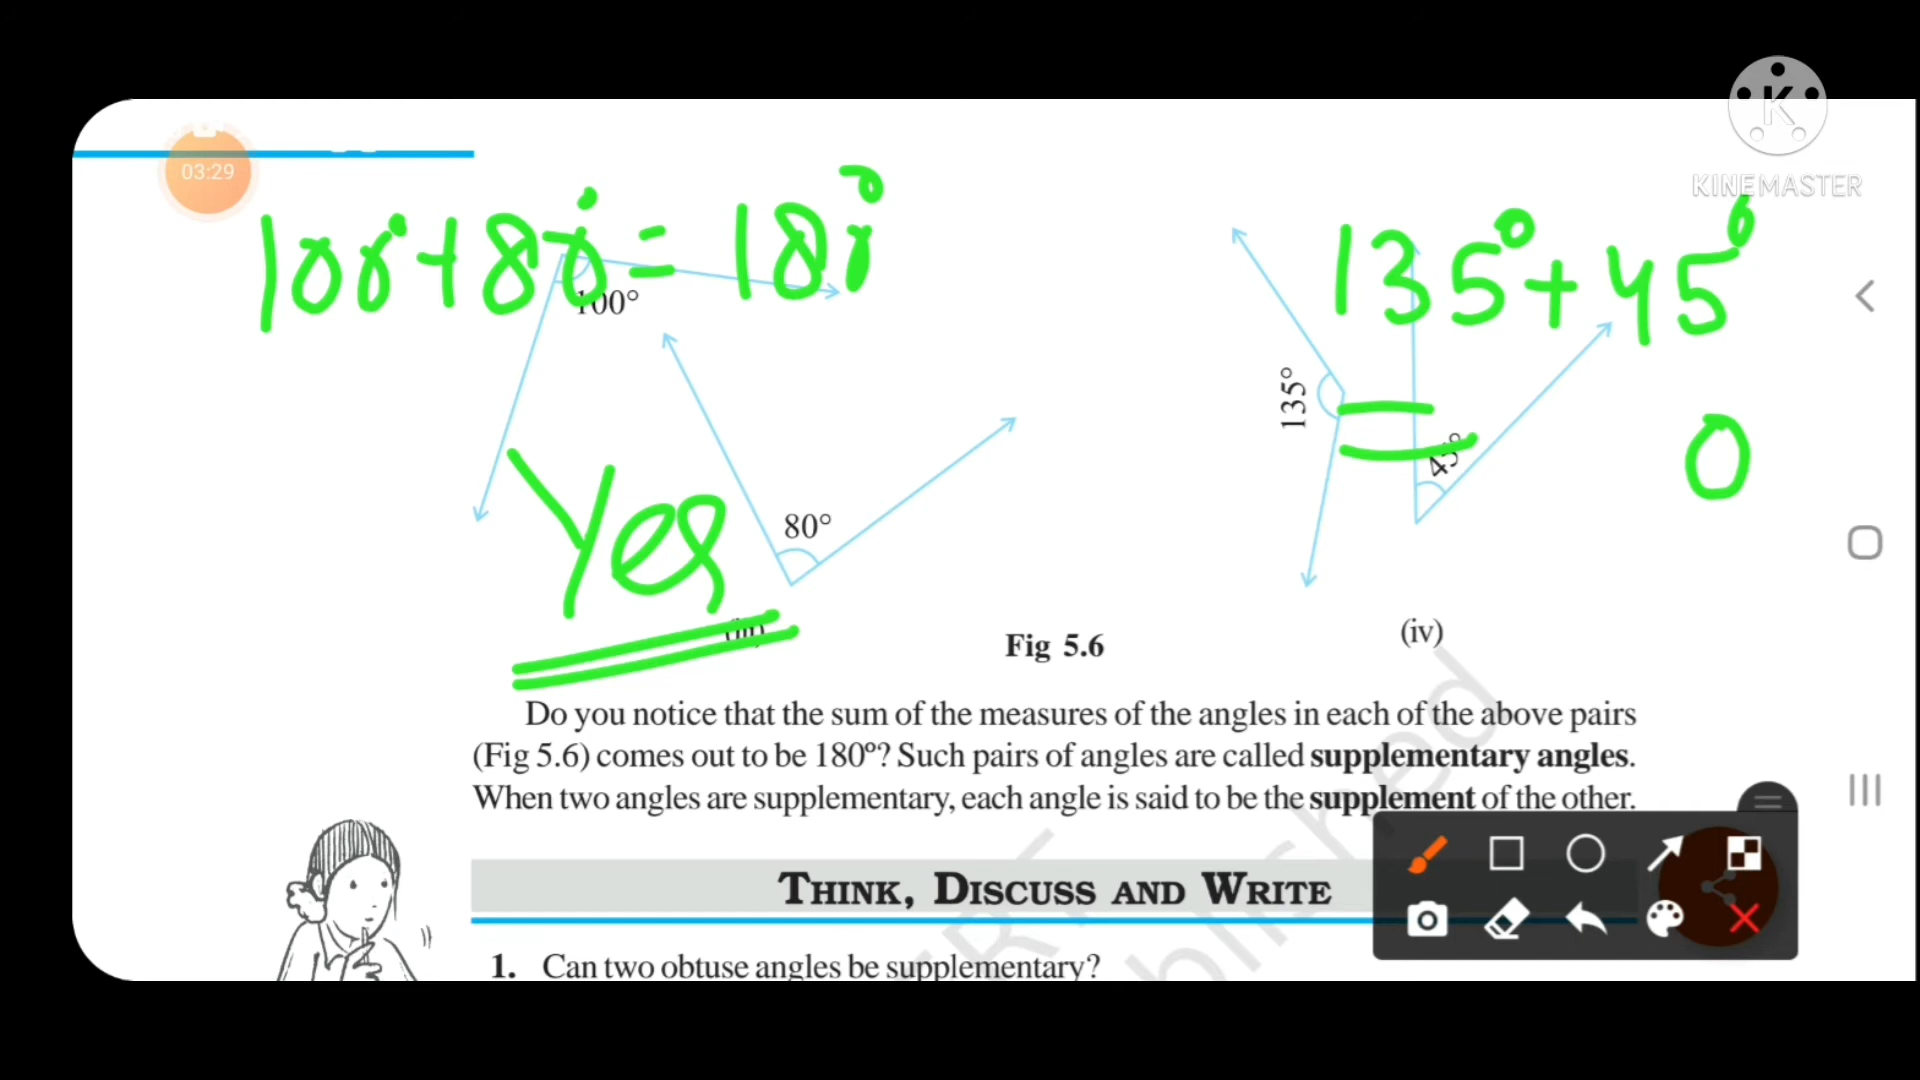 03:29
KINEMASTER
100°+80°=180°
135°+45°
100°
135°
=
45°
0
Yes
80°
(iii)
Fig 5.6
(iv)
Do you notice that the sum of the measures of the angles in each of the above pairs
(Fig 5.6) comes out to be 180º? Such pairs of angles are called supplementary angles.
When two angles are supplementary, each angle is said to be the supplement of the other.
THINK, DISCUSS AND WRITE
1. Can two obtuse angles be supplementary?